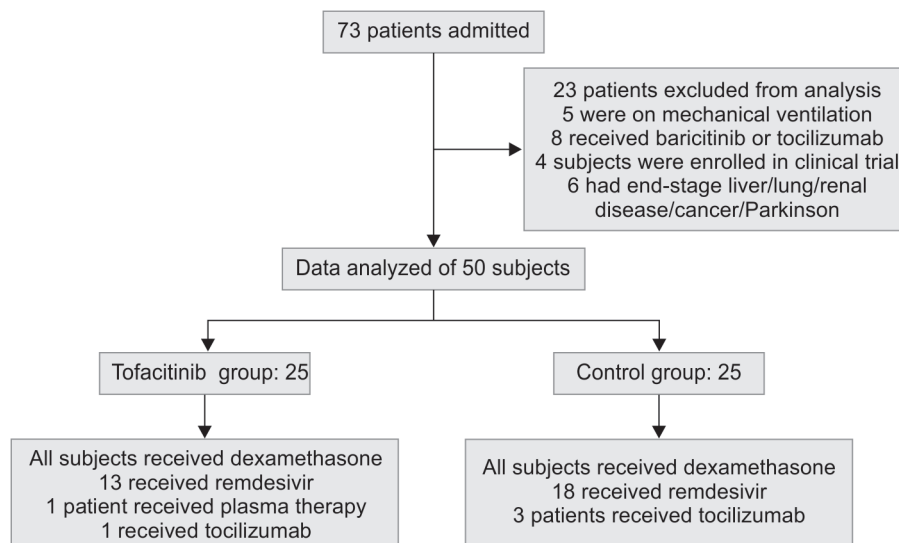 73 patients admitted
23 patients excluded from analysis
5 were on mechanical ventilation
8 received baricitinib or tocilizumab
4 subjects were enrolled in clinical trial
6 had end-stage liver/lung/renal
disease/cancer/Parkinson
Data analyzed of 50 subjects
Tofacitinib group: 25
Control group: 25
All subjects received dexamethasone
13 received remdesivir
1 patient received plasma therapy
1 received tocilizumab
All subjects received dexamethasone
18 received remdesivir
3 patients received tocilizumab